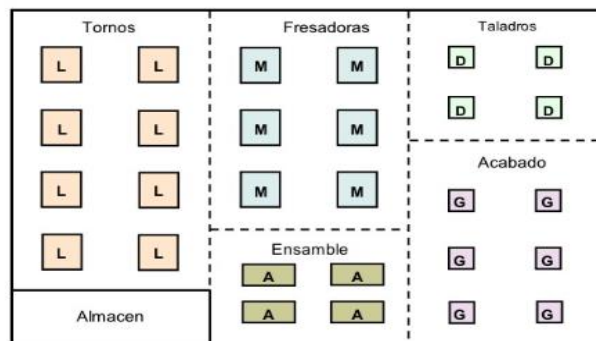 Tornos
L L
L L
L L
L L
Almacen
Fresadoras
M M
M M
M M
Ensamble
A A
A A
Taladros
D D
D D
Acabado
G G
G G
G G